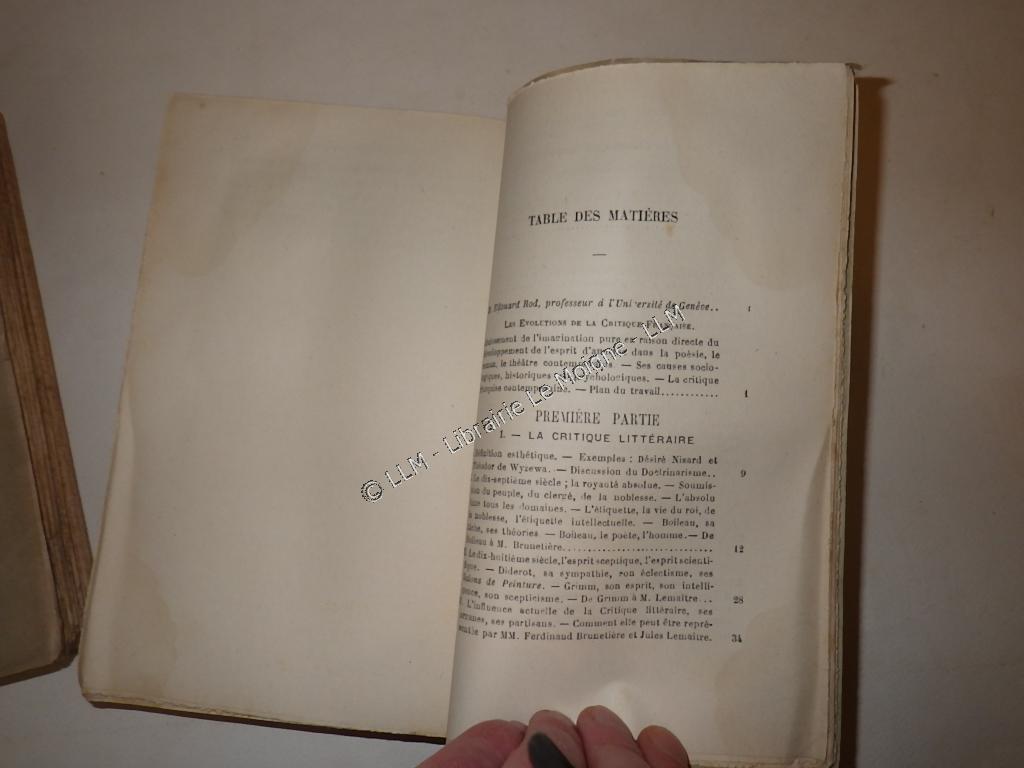 TABLE DES MATIÈRES
Edouard Rod, professeur à l'Université de Genève.. 1
LES EVOLUTIONS DE LA CRITIQUE FRANÇAISE.
de l'imagination pure en raison directe du
de l'esprit dans la poésie, le
le théâtre contemporains — Ses causes socio-
historiques psychologiques. — La critique
contemporaine. — Plan du travail............ 1
PREMIÉRE PARTIE
I. — LA CRITIQUE LITTÉRAIRE
esthétique. — Exemples : Désiré Nisard et
de Wyzewa. — Discussion du Doctrinarisme.. 9
Le dix-septième siècle ; la royauté absolue. — Soumis-
du peuple, du clergé, de la noblesse. — L'absolu
tous les domaines. — L'étiquette, la vie du roi, de
noblesse, l'étiquette intellectuelle. — Boileau, sa
ses théories — Boileau, le poète, l'homme. — De
à M. Brunetière.............................. 12
Le dix-huitième siècle, l'esprit sceptique, l'esprit scienti-
— Diderot, sa sympathie, son éclectisme, ses
de Peinture. — Grimm, son esprit, son intelli-
son scepticisme. — De Grimm à M. Lemaître... 28
L'influence actuelle de la Critique littéraire, ses
ses partisans. — Comment elle peut être repré-
par MM. Ferdinand Brunetière et Jules Lemaitre. 34
© LLM - Librairie Le Moigne LLM